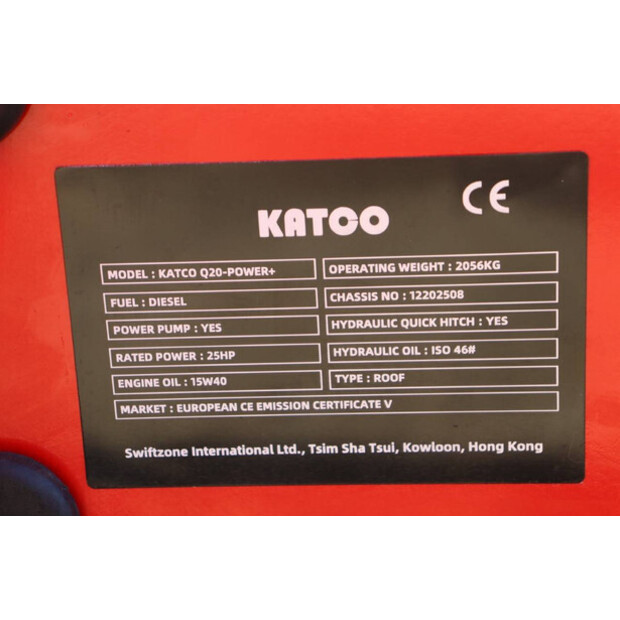 KATCO CE
MODEL : KATCO Q20-POWER+ OPERATING WEIGHT : 2056KG
FUEL : DIESEL CHASSIS NO : 12202508
POWER PUMP : YES HYDRAULIC QUICK HITCH : YES
RATED POWER : 25HP HYDRAULIC OIL : ISO 46#
ENGINE OIL : 15W40 TYPE : ROOF
MARKET : EUROPEAN CE EMISSION CERTIFICATE V
Swiftzone International Ltd., Tsim Sha Tsui, Kowloon, Hong Kong